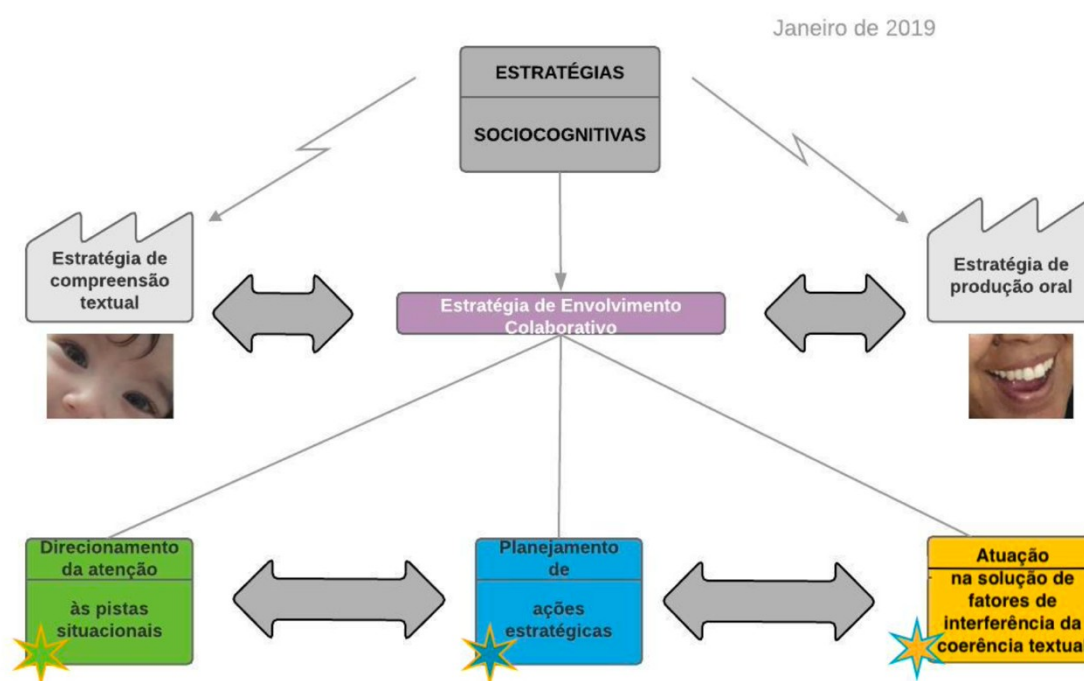 Janeiro de 2019
ESTRATÉGIAS
SOCIOCOGNITIVAS
Estratégia de
compreensão
textual
Estratégia de Envolvimento
Colaborativo
Estratégia de
produção oral
Direcionamento
da atenção
às pistas
situacionais
Planejamento
de
ações
estratégicas
Atuação
na solução de
fatores de
interferência da
coerência textual